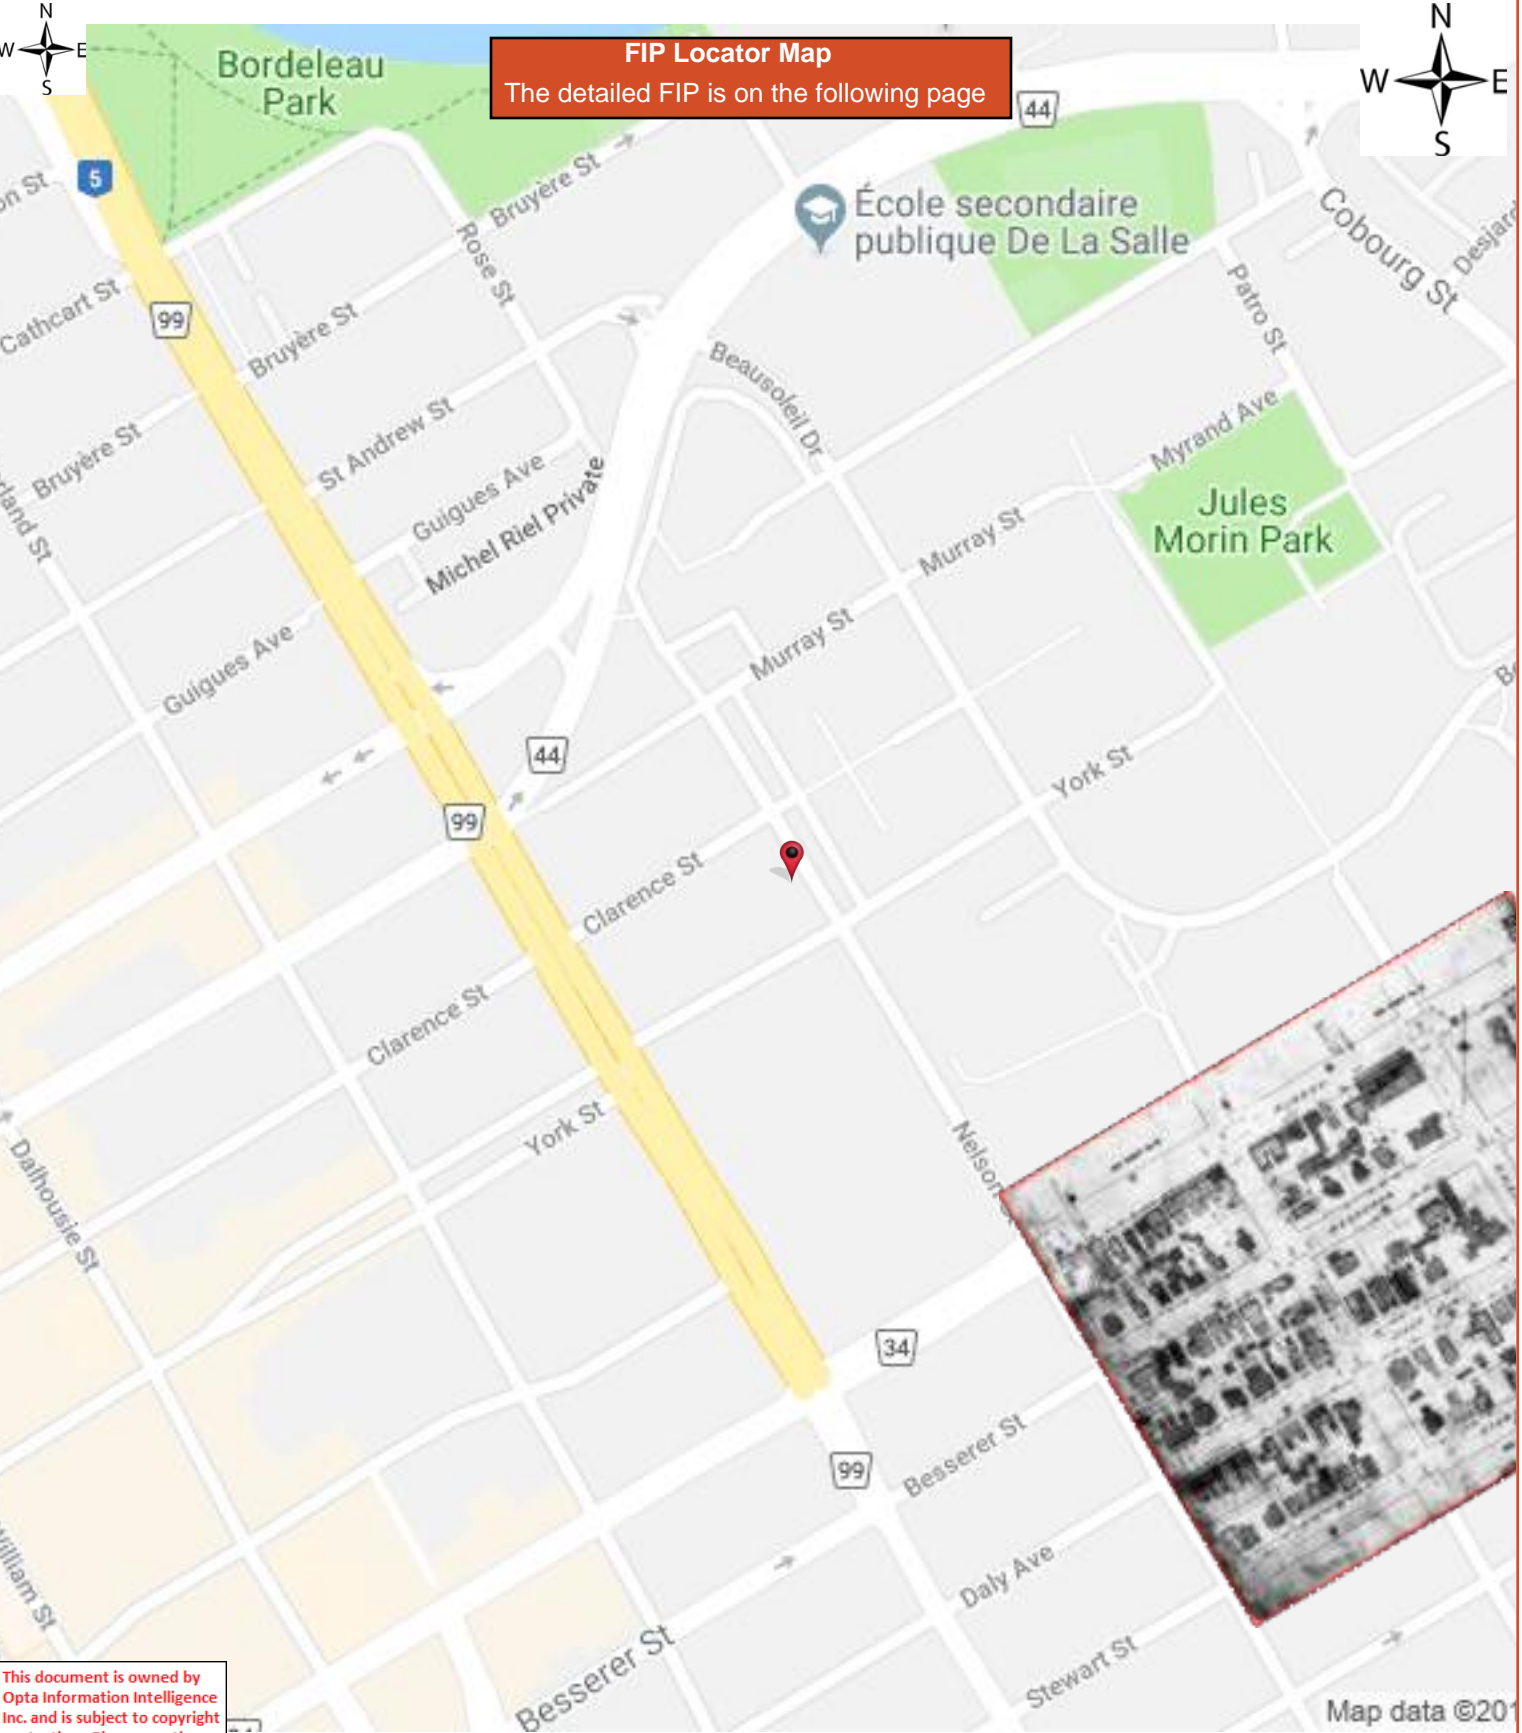 N
W E
S
FIP Locator Map
The detailed FIP is on the following page
N
W E
S
Bordeleau
Park
44
5
on St
Bruyère St
École secondaire
publique De La Salle
Cobourg St
Rose St
Patro St
Cathcart St
99
Bruyère St
Beausoleil Dr
St Andrew St
Myrand Ave
Bruyère St
Guigues Ave
Michel Riel Private
Jules
Morin Park
Murray St
Murray St
Guigues Ave
44
York St
99
Clarence St
Clarence St
York St
Dalhousie St
Nelson
34
Besserer St
99
Daly Ave
Besserer St
Stewart St
William St
This document is owned by
Opta Information Intelligence
Inc. and is subject to copyright
Map data ©201